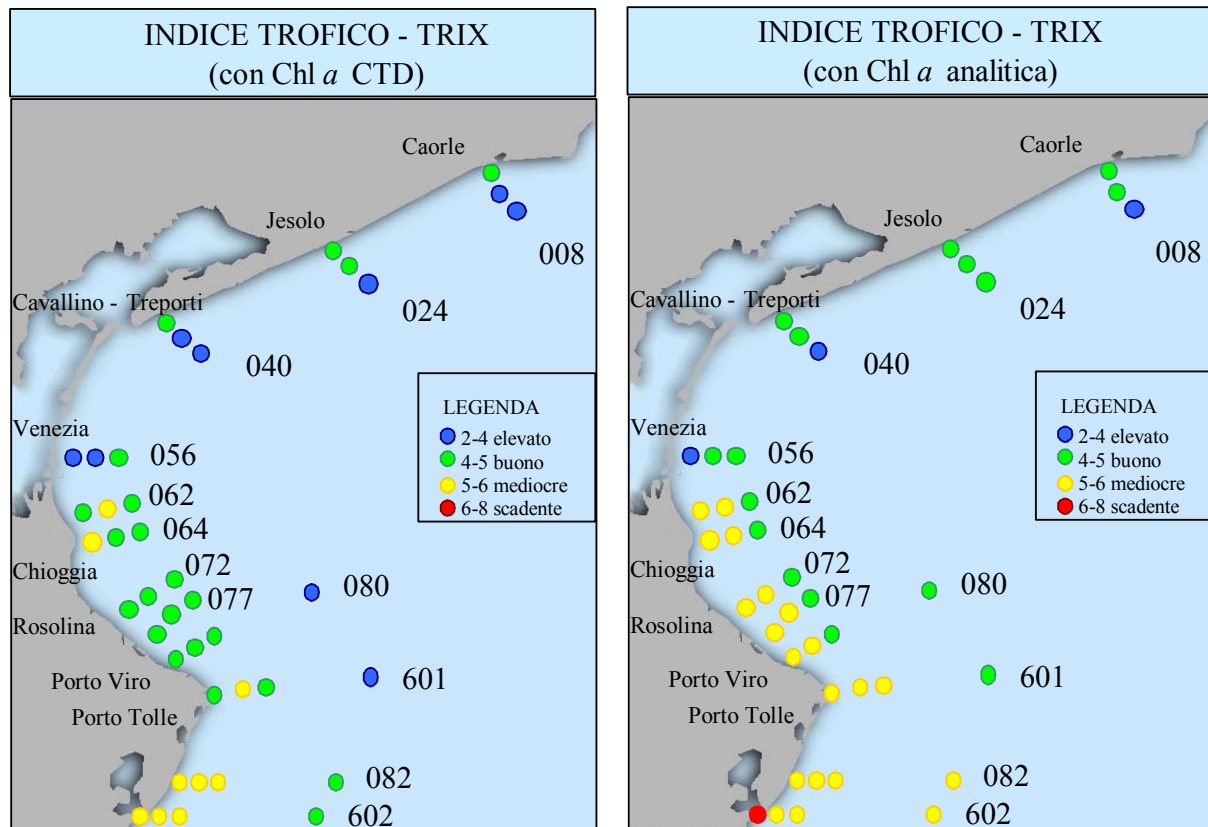 INDICE TROFICO - TRIX
(con Chl a CTD)
Caorle
Jesolo
008
Cavallino - Treporti
024
040
LEGENDA
2-4 elevato
4-5 buono
5-6 mediocre
6-8 scadente
Venezia
056
062
064
Chioggia
072
077
080
Rosolina
Porto Viro
601
Porto Tolle
082
602
INDICE TROFICO - TRIX
(con Chl a analitica)
Caorle
Jesolo
008
Cavallino - Treporti
024
040
LEGENDA
2-4 elevato
4-5 buono
5-6 mediocre
6-8 scadente
Venezia
056
062
064
Chioggia
072
077
080
Rosolina
Porto Viro
601
Porto Tolle
082
602